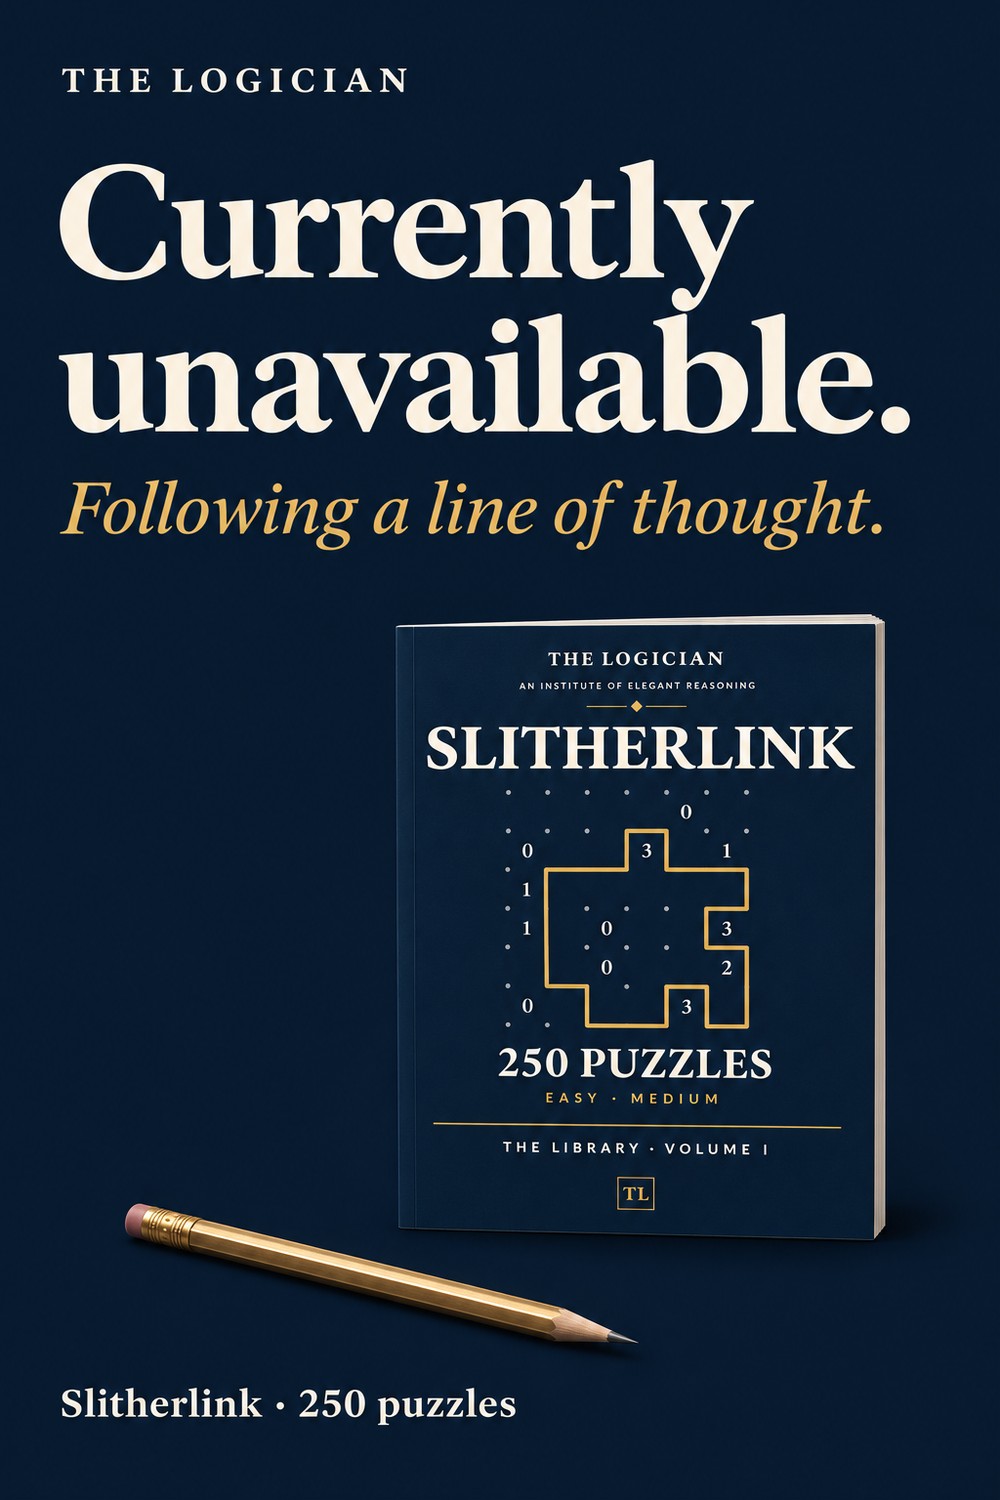 THE LOGICIAN
Currently
unavailable.
Following a line of thought.
THE LOGICIAN
AN INSTITUTE OF ELEGANT REASONING
SLITHERLINK
0
0 3 1
1
1 0 3
0 2
0 3
250 PUZZLES
EASY · MEDIUM
THE LIBRARY · VOLUME I
TL
Slitherlink · 250 puzzles